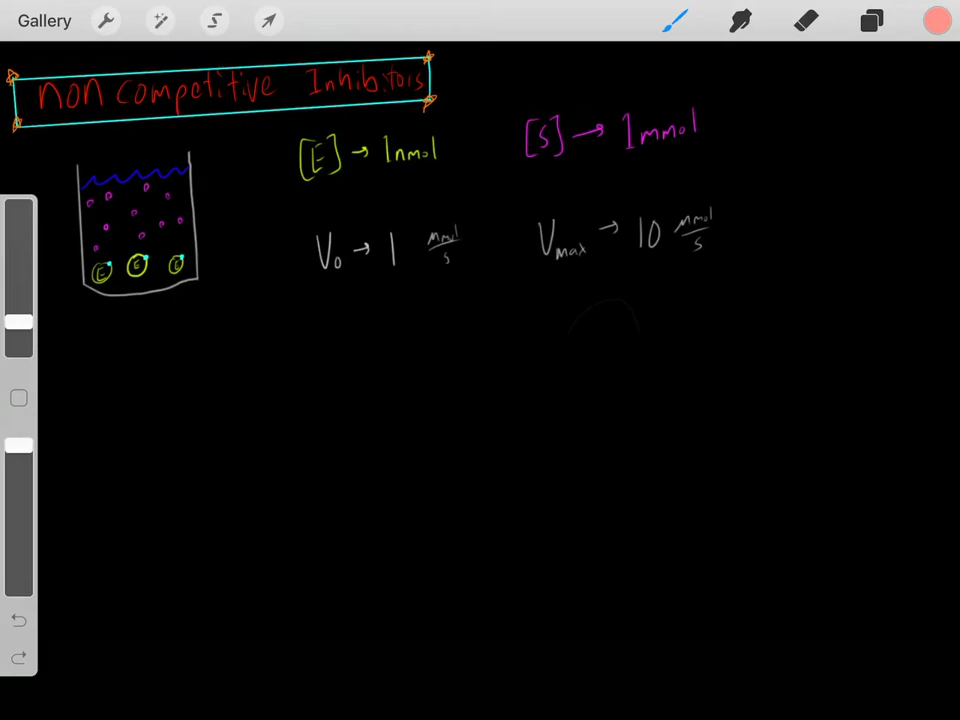 Gallery
non competitive Inhibitors
[E] → 1nmol
[S] → 1mmol
V₀ → 1 mmol/s
Vmax → 10 mmol/s
E E E